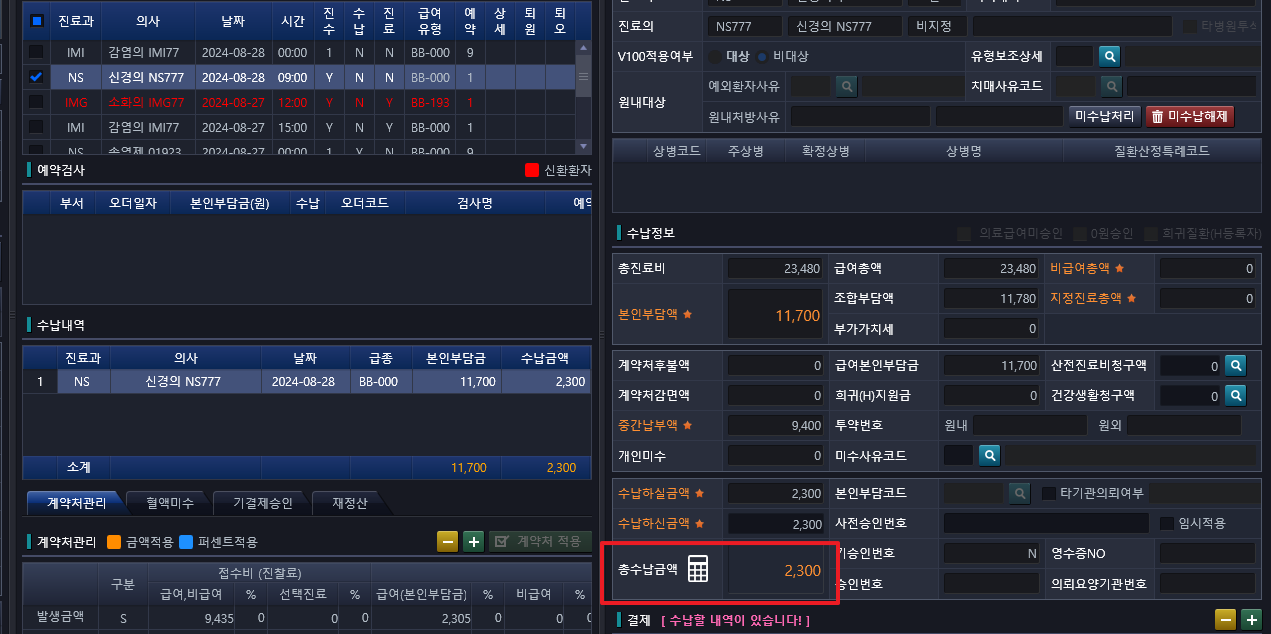 진료과 의사 날짜 시간 진수 수납 진료 급여유형 예약 상세 퇴원 퇴오
IMI 감염의 IMI77 2024-08-28 00:00 1 N N BB-000 9
NS 신경의 NS777 2024-08-28 09:00 Y N N BB-000 1
IMG 소화의 IMG77 2024-08-27 12:00 Y N Y BB-193 1
IMI 감염의 IMI77 2024-08-27 15:00 Y N Y BB-000 1
NS 01923 2024-08-27 00:00 1 Y N BB-000 9
예약검사 신환환자
부서 오더일자 본인부담금(원) 수납 오더코드 검사명
수납내역
진료과 의사 날짜 급종 본인부담금 수납금액
1 NS 신경의 NS777 2024-08-28 BB-000 11,700 2,300
소계 11,700 2,300
계약처관리 혈액미수 기결제승인 재정산
계약처관리 금액적용 퍼센트적용 계약처 적용
구분 접수비 (진찰료)
급여,비급여 % 선택진료 % 급여(본인부담금) % 비급여 %
발생금액 S 9,435 0 0 0 2,305 0 0 0
진료의 NS777 신경의 NS777 비지정 타병원투석
V100적용여부 대상 비대상 유형보조상세
원내대상 예외환자사유 치매사유코드
원내처방사유 미수납처리 미수납해제
상병코드 주상병 확정상병 상병명 질환산정특례코드
수납정보 의료급여미승인 0원승인 희귀질환(H등록자)
총진료비 23,480 급여총액 23,480 비급여총액 ★ 0
본인부담액 ★ 11,700 조합부담액 11,780 지정진료총액 ★ 0
부가가치세 0
계약처후불액 0 급여본인부담금 11,700 산전진료비청구액 0
계약처감면액 0 희귀(H)지원금 0 건강생활청구액 0
중간납부액 ★ 9,400 투약번호 원내 원외
개인미수 0 미수사유코드
수납하실금액 ★ 2,300 본인부담코드 타기관의뢰여부
수납하신금액 ★ 2,300 사전승인번호 임시적용
총수납금액 2,300 기승인번호 N 영수증NO
승인번호 의뢰요양기관번호
결제 [ 수납할 내역이 있습니다! ]